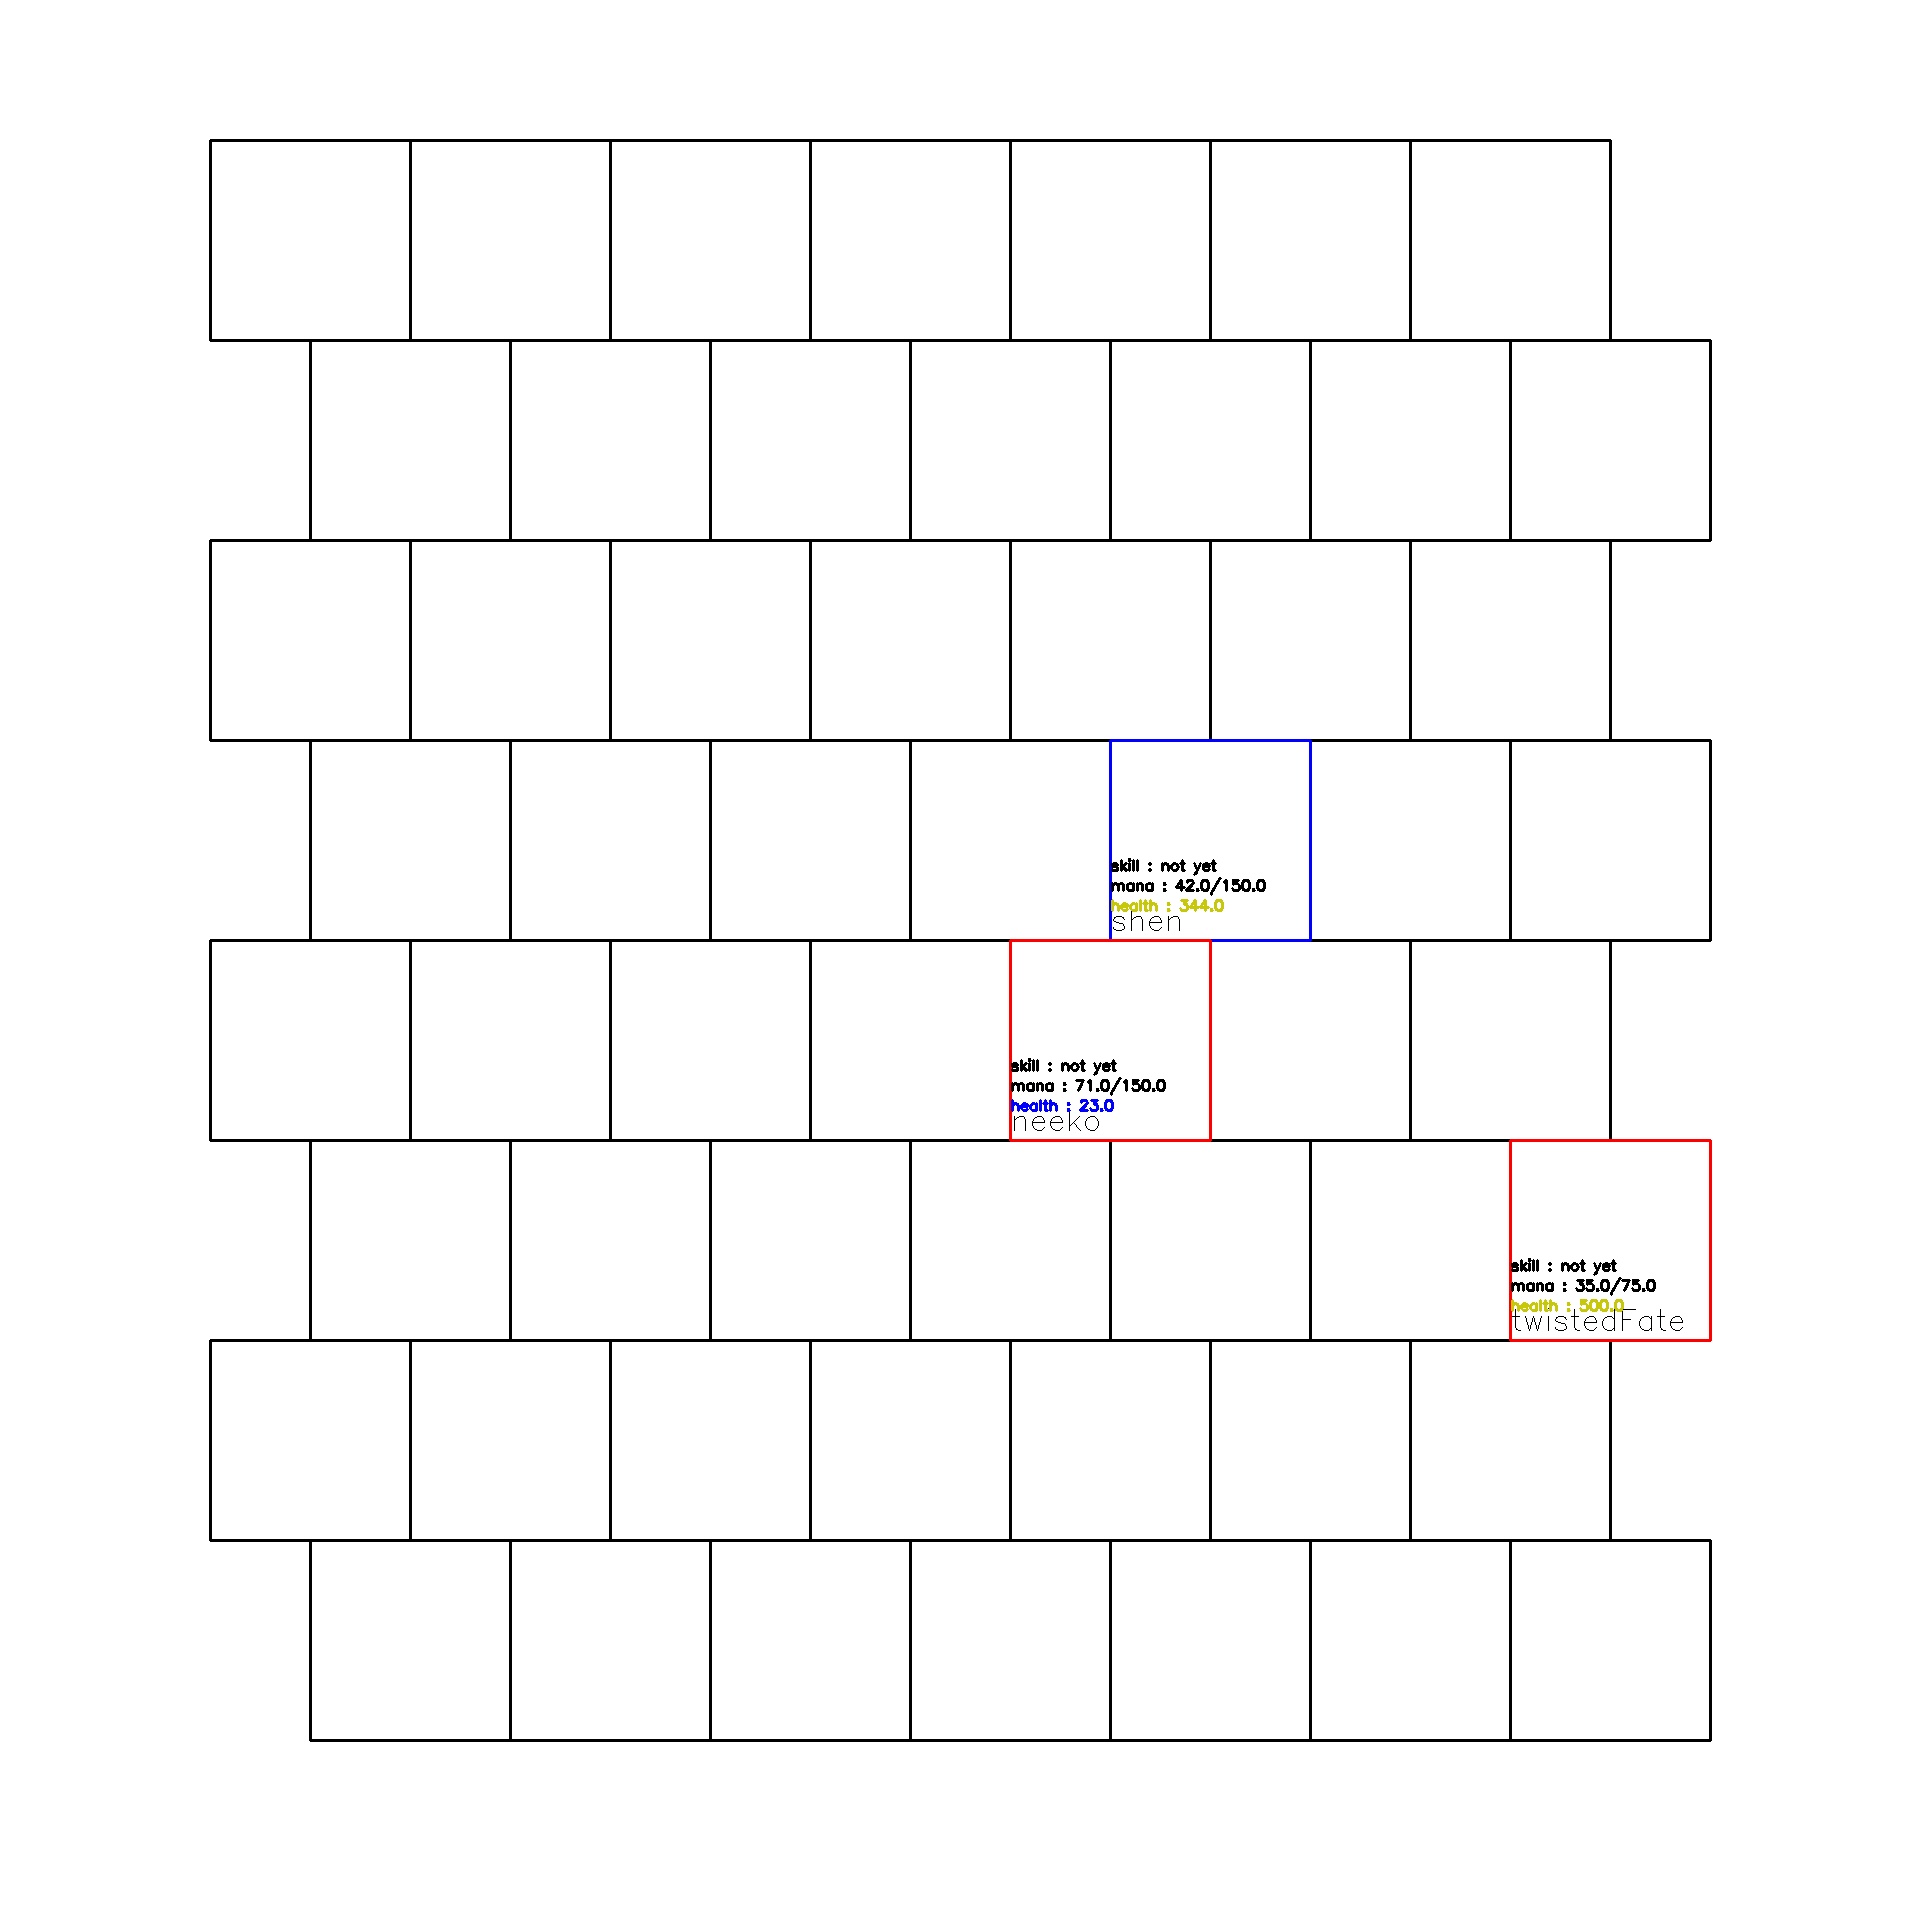 skill : not yet
mana : 42.0/150.0
health : 344.0
shen
skill : not yet
mana : 71.0/150.0
health : 23.0
neeko
skill : not yet
mana : 35.0/75.0
health : 500.0
twistedFate